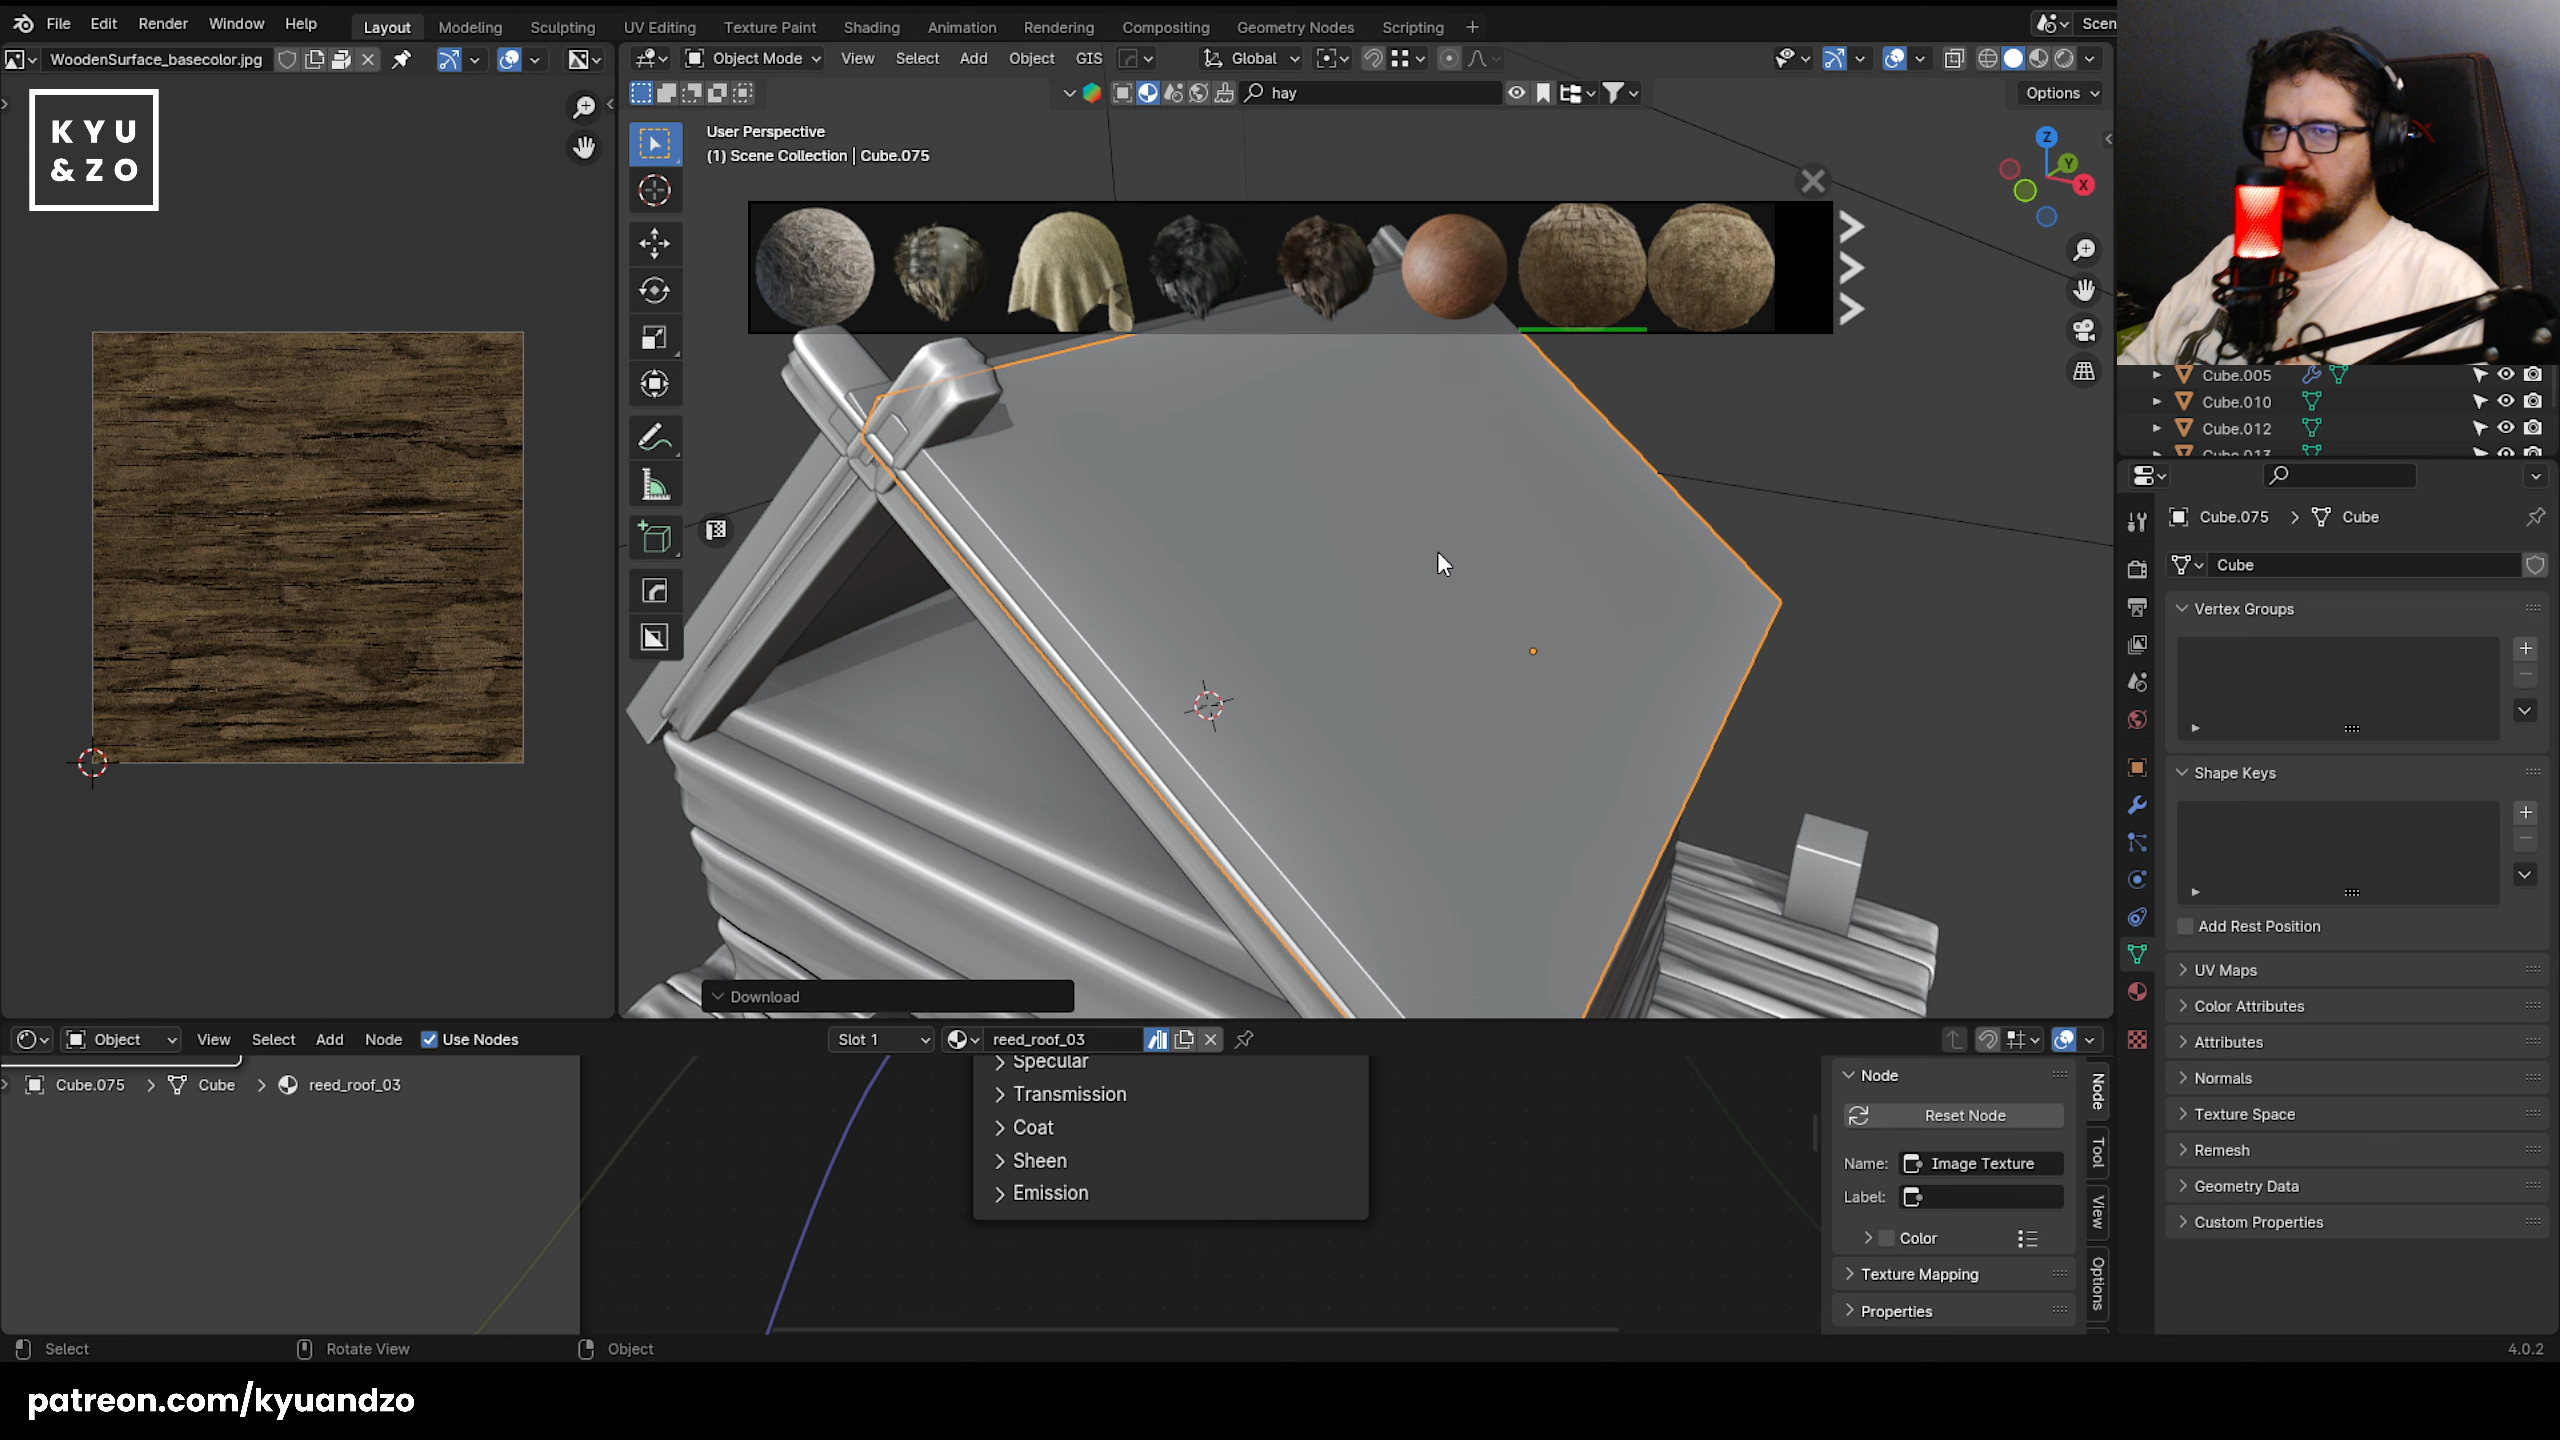 File Edit Render Window Help Layout Modeling Sculpting UV Editing Texture Paint Shading Animation Rendering Compositing Geometry Nodes Scripting + Scen
WoodenSurface_basecolor.jpg Object Mode View Select Add Object GIS Global
hay Options
KYU
&ZO
User Perspective
(1) Scene Collection | Cube.075
Z
Y
X
Cube.005
Cube.010
Cube.012
Cube.013
Cube.075 > Cube
Cube
Vertex Groups
Shape Keys
Add Rest Position
UV Maps
Color Attributes
Attributes
Normals
Texture Space
Remesh
Geometry Data
Custom Properties
Download
Object View Select Add Node Use Nodes Slot 1 reed_roof_03
Cube.075 > Cube > reed_roof_03
Specular
Transmission
Coat
Sheen
Emission
Node
Reset Node
Name: Image Texture
Label:
Color
Texture Mapping
Properties
Node
Tool
View
Options
Select Rotate View Object 4.0.2
patreon.com/kyuandzo